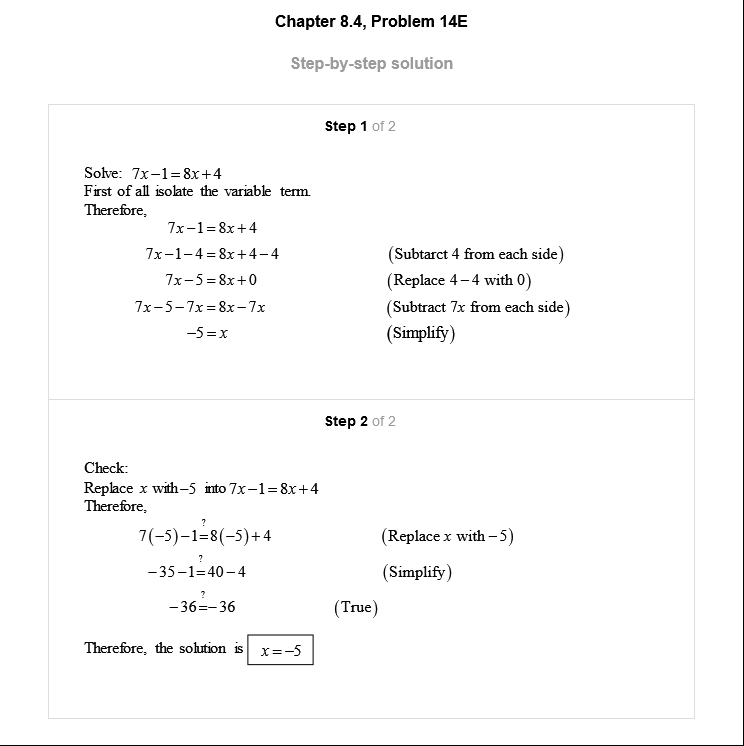 Chapter 8.4, Problem 14E
Step-by-step solution
Step 1 of 2
Solve: 7x−1=8x+4
First of all isolate the variable term.
Therefore,
7x−1=8x+4
7x−1−4=8x+4−4 (Subtarct 4 from each side)
7x−5=8x+0 (Replace 4−4 with 0)
7x−5−7x=8x−7x (Subtract 7x from each side)
−5=x (Simplify)
Step 2 of 2
Check:
Replace x with−5 into 7x−1=8x+4
Therefore,
7(−5)−1≟8(−5)+4 (Replace x with −5)
−35−1≟40−4 (Simplify)
−36≟−36 (True)
Therefore, the solution is x=−5